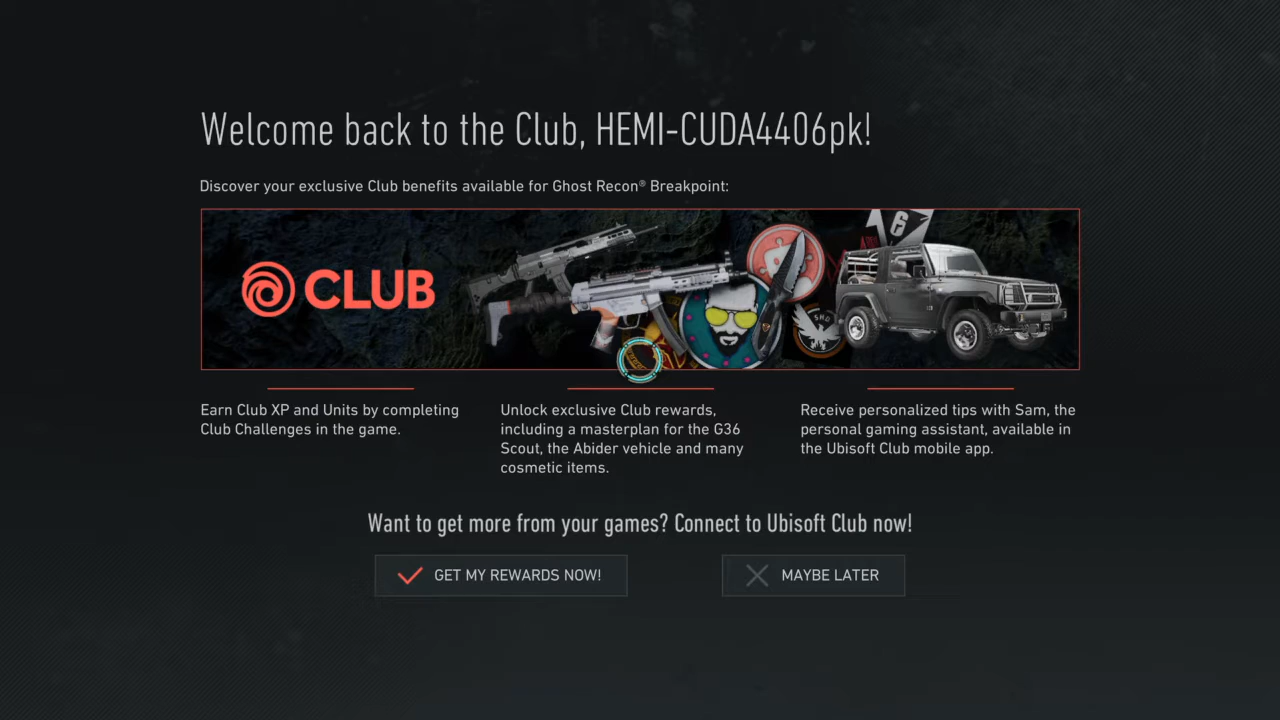 Welcome back to the Club, HEMI-CUDA4406pk!
Discover your exclusive Club benefits available for Ghost Recon® Breakpoint:
CLUB
6
SHD
Earn Club XP and Units by completing
Club Challenges in the game.
Unlock exclusive Club rewards,
including a masterplan for the G36
Scout, the Abider vehicle and many
cosmetic items.
Receive personalized tips with Sam, the
personal gaming assistant, available in
the Ubisoft Club mobile app.
Want to get more from your games? Connect to Ubisoft Club now!
GET MY REWARDS NOW!
MAYBE LATER